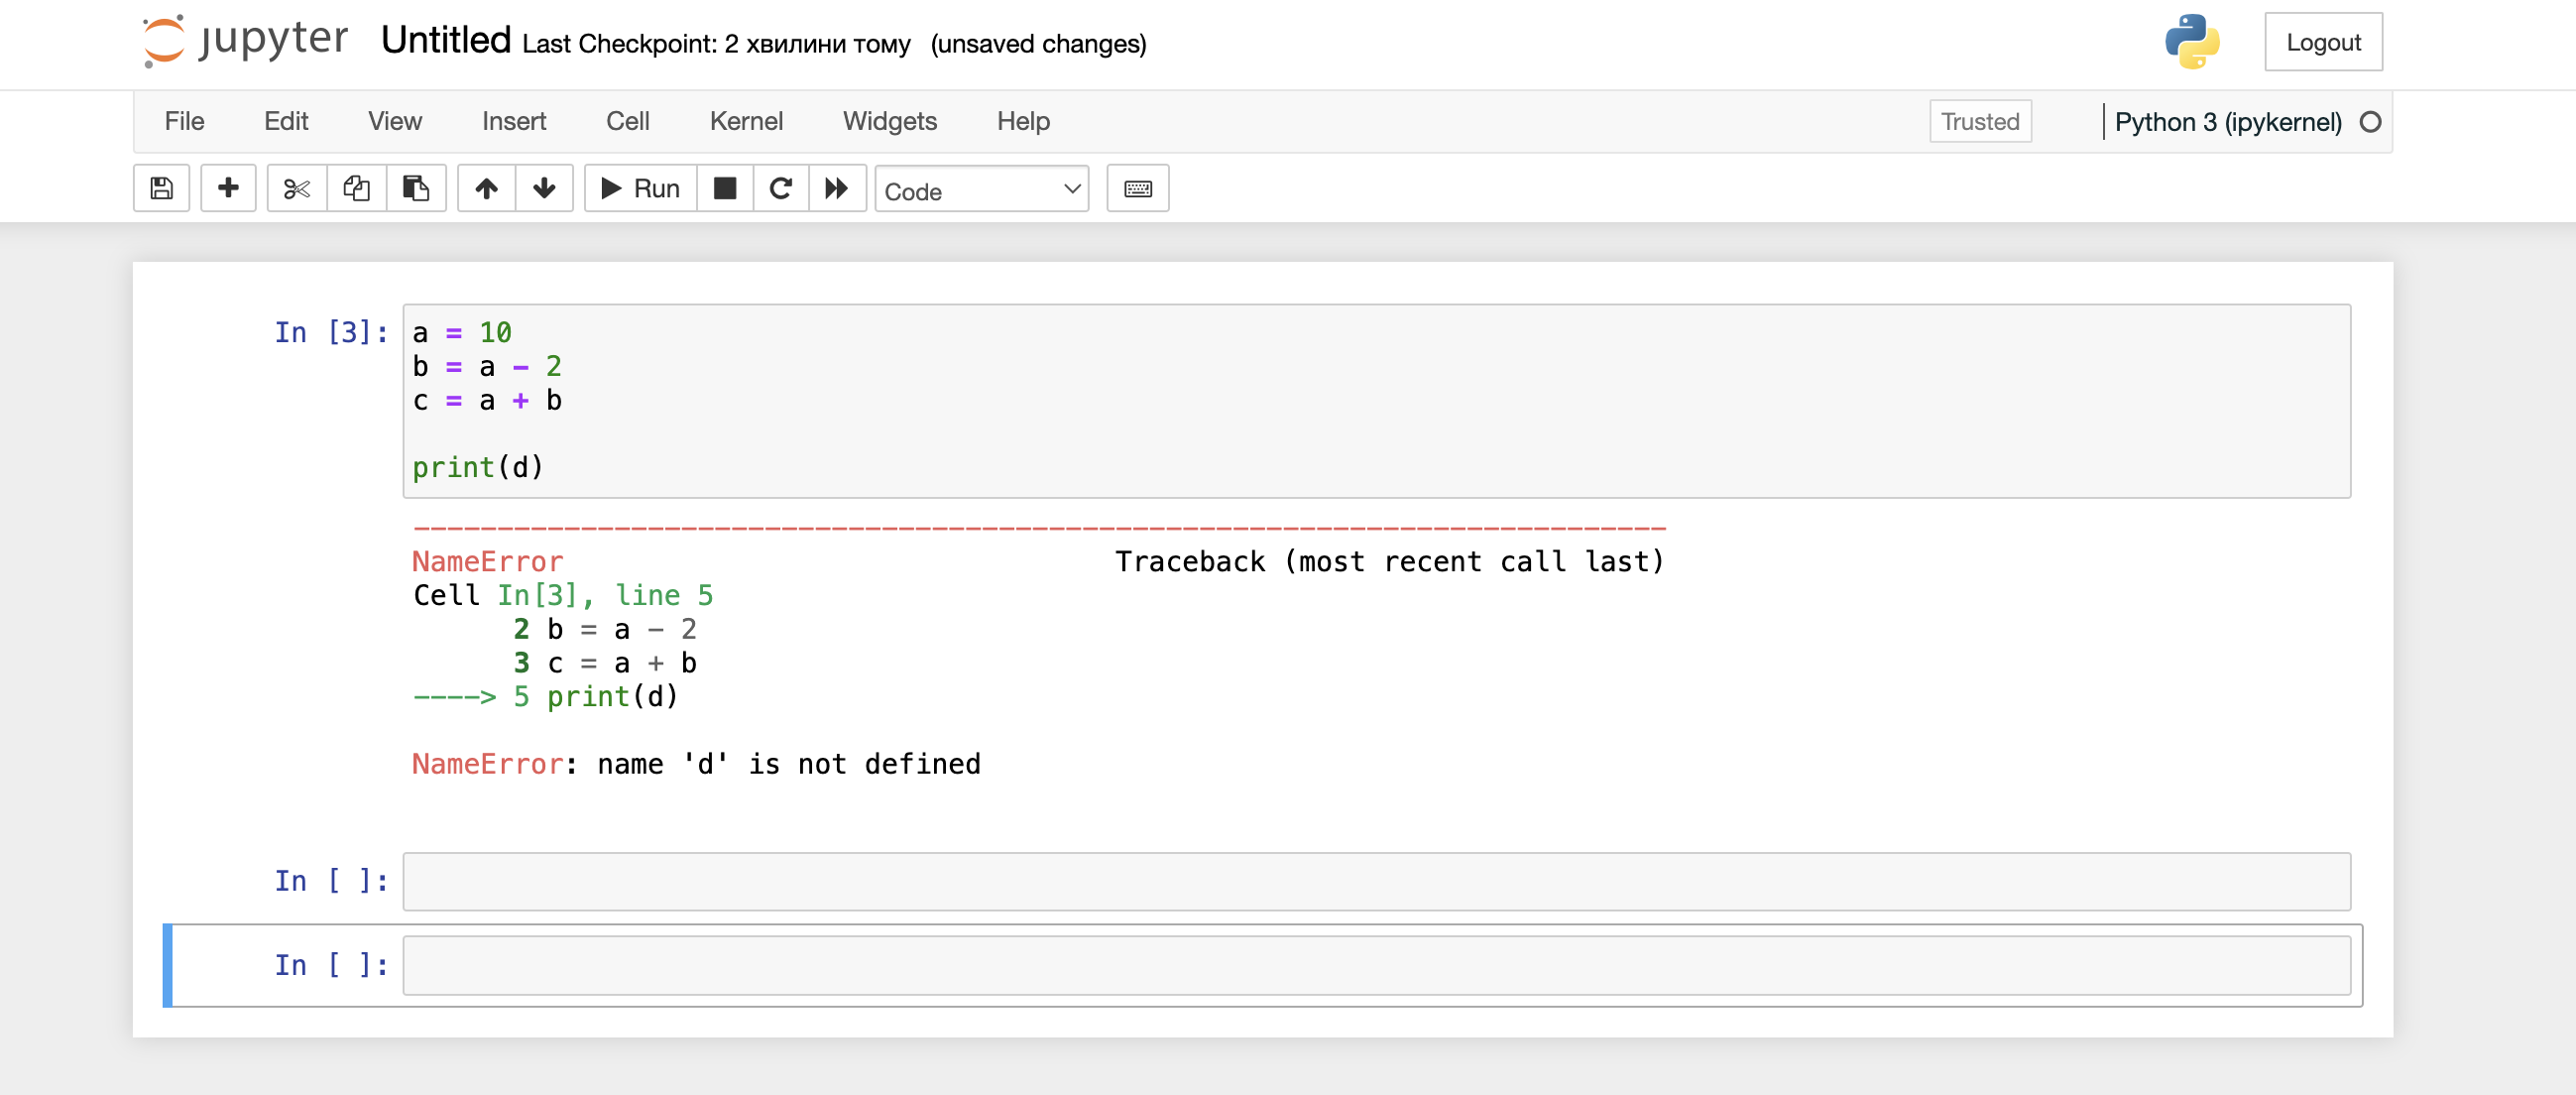 jupyter Untitled Last Checkpoint: 2 хвилини тому (unsaved changes) Logout
File Edit View Insert Cell Kernel Widgets Help Trusted Python 3 (ipykernel)
Run Code
In [3]: a = 10
b = a - 2
c = a + b
print(d)
---------------------------------------------------------------------------
NameError Traceback (most recent call last)
Cell In[3], line 5
2 b = a - 2
3 c = a + b
----> 5 print(d)
NameError: name 'd' is not defined
In [ ]:
In [ ]: